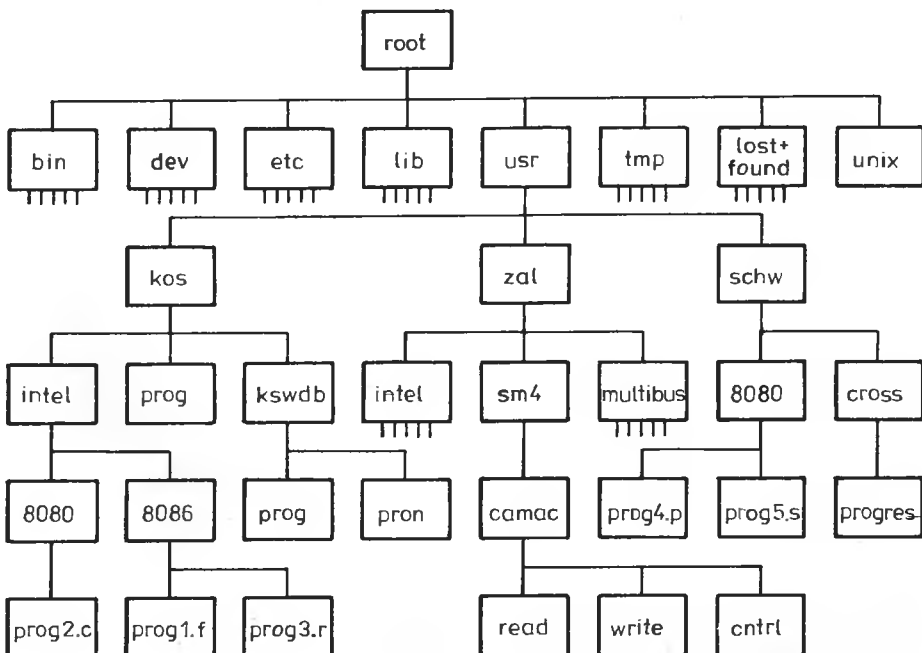 root
bin dev etc lib usr tmp lost+ found unix
kos zal schw
intel prog kswdb intel sm4 multibus 8080 cross
8080 8086 prog pron camac prog4.p prog5.s progres
prog2.c prog1.f prog3.r read write cntrl